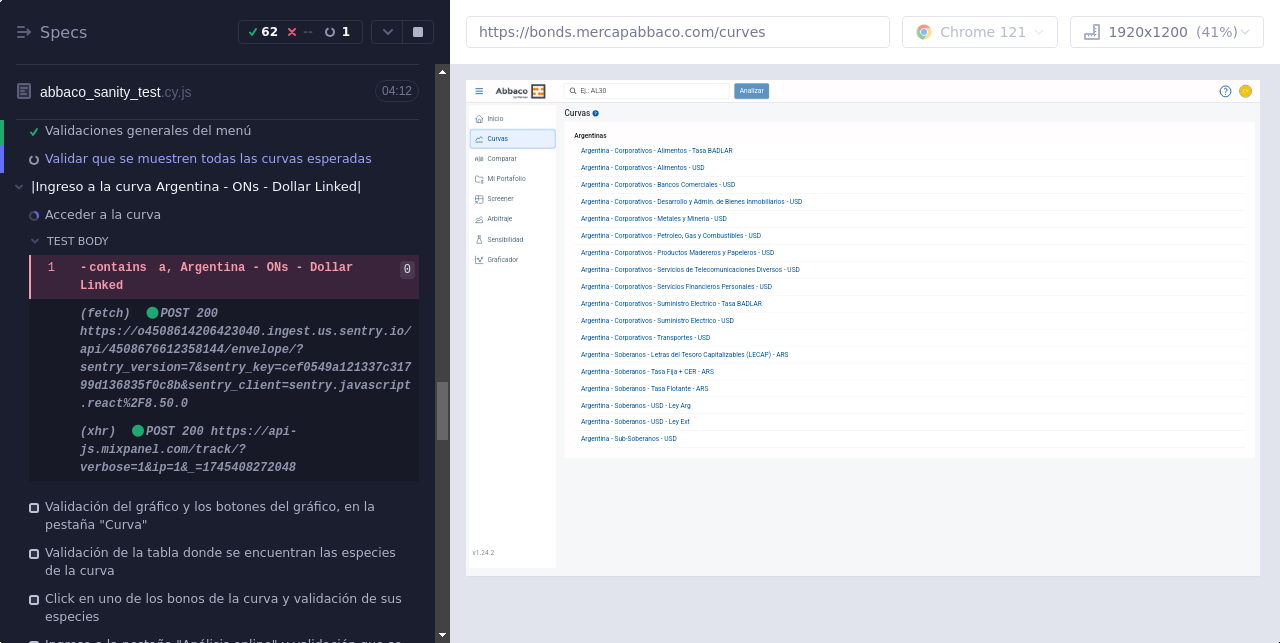 Specs
62
--
1
abbaco_sanity_test.cy.js
04:12
Validaciones generales del menú
Validar que se muestren todas las curvas esperadas
|Ingreso a la curva Argentina - ONs - Dollar Linked|
Acceder a la curva
TEST BODY
1 -contains a, Argentina - ONs - Dollar
Linked
0
(fetch) POST 200
https://o4508614206423040.ingest.us.sentry.io/
api/4508676612358144/envelope/?
sentry_version=7&sentry_key=cef0549a121337c317
99d136835f0c8b&sentry_client=sentry.javascript
.react%2F8.50.0
(xhr) POST 200 https://api-
js.mixpanel.com/track/?
verbose=1&ip=1&_=1745408272048
Validación del gráfico y los botones del gráfico, en la
pestaña "Curva"
Validación de la tabla donde se encuentran las especies
de la curva
Click en uno de los bonos de la curva y validación de sus
especies
https://bonds.mercapabbaco.com/curves
Chrome 121
1920x1200 (41%)
Abbaco
Ej.: AL30
Analizar
Inicio
Curvas
Comparar
Mi Portafolio
Screener
Arbitraje
Sensibilidad
Graficador
v1.24.2
Curvas
Argentinas
Argentina - Corporativos - Alimentos - Tasa BADLAR
Argentina - Corporativos - Alimentos - USD
Argentina - Corporativos - Bancos Comerciales - USD
Argentina - Corporativos - Desarrollo y Admin. de Bienes Inmobiliarios - USD
Argentina - Corporativos - Metales y Mineria - USD
Argentina - Corporativos - Petroleo, Gas y Combustibles - USD
Argentina - Corporativos - Productos Madereros y Papeleros - USD
Argentina - Corporativos - Servicios de Telecomunicaciones Diversos - USD
Argentina - Corporativos - Servicios Financieros Personales - USD
Argentina - Corporativos - Suministro Electrico - Tasa BADLAR
Argentina - Corporativos - Suministro Electrico - USD
Argentina - Corporativos - Transportes - USD
Argentina - Soberanos - Letras del Tesoro Capitalizables (LECAP) - ARS
Argentina - Soberanos - Tasa Fija + CER - ARS
Argentina - Soberanos - Tasa Flotante - ARS
Argentina - Soberanos - USD - Ley Arg
Argentina - Soberanos - USD - Ley Ext
Argentina - Sub-Soberanos - USD